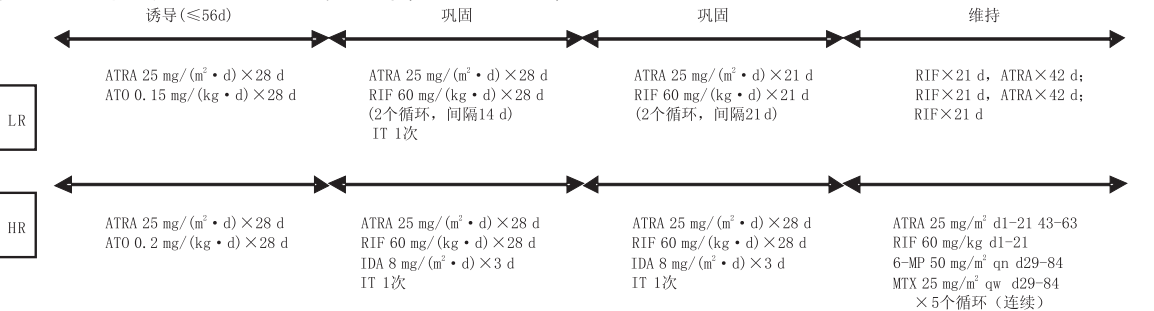 诱导(≤56d) 巩固 巩固 维持
LR
ATRA 25 mg/(m²·d)×28 d
ATO 0.15 mg/(kg·d)×28 d
ATRA 25 mg/(m²·d)×28 d
RIF 60 mg/(kg·d)×28 d
(2个循环，间隔14 d)
IT 1次
ATRA 25 mg/(m²·d)×21 d
RIF 60 mg/(kg·d)×21 d
(2个循环，间隔21 d)
RIF×21 d，ATRA×42 d；
RIF×21 d，ATRA×42 d；
RIF×21 d
HR
ATRA 25 mg/(m²·d)×28 d
ATO 0.2 mg/(kg·d)×28 d
ATRA 25 mg/(m²·d)×28 d
RIF 60 mg/(kg·d)×28 d
IDA 8 mg/(m²·d)×3 d
IT 1次
ATRA 25 mg/(m²·d)×28 d
RIF 60 mg/(kg·d)×28 d
IDA 8 mg/(m²·d)×3 d
IT 1次
ATRA 25 mg/m² d1-21 43-63
RIF 60 mg/kg d1-21
6-MP 50 mg/m² qn d29-84
MTX 25 mg/m² qw d29-84
×5个循环（连续）